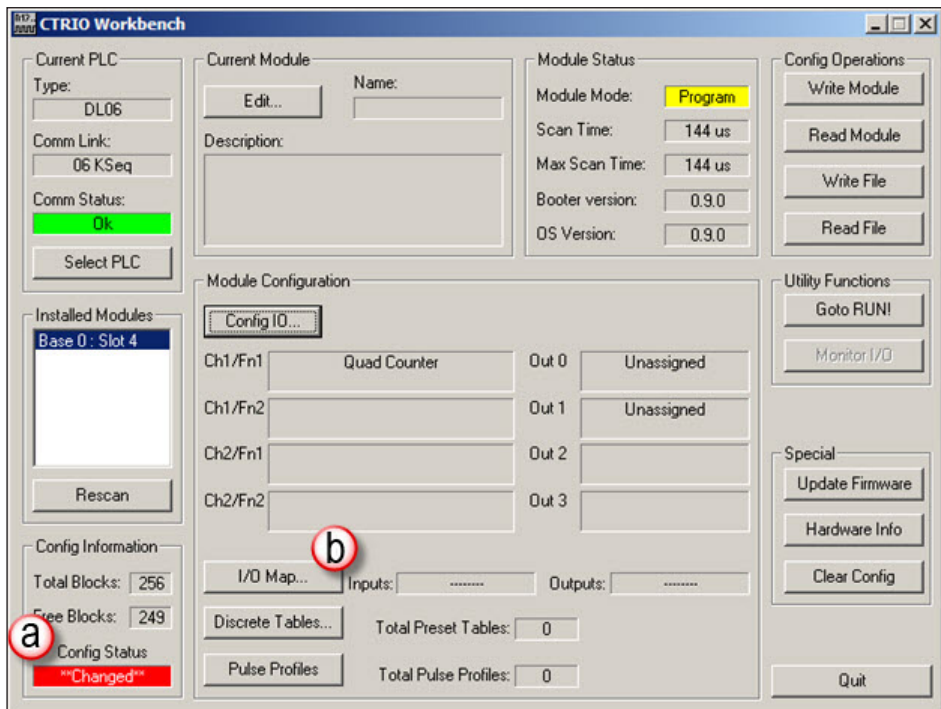 CTRIO Workbench
Current PLC
Type:
DL06
Comm Link:
06 KSeq
Comm Status:
Ok
Select PLC
Installed Modules
Base 0 : Slot 4
Rescan
Config Information
Total Blocks: 256
Free Blocks: 249
a
Config Status
**Changed**
Current Module
Edit...
Name:
Description:
Module Status
Module Mode: Program
Scan Time: 144 us
Max Scan Time: 144 us
Booter version: 0.9.0
OS Version: 0.9.0
Module Configuration
Config IO...
Ch1/Fn1 Quad Counter Out 0 Unassigned
Ch1/Fn2 Out 1 Unassigned
Ch2/Fn1 Out 2
Ch2/Fn2 Out 3
b
I/O Map... Inputs: -------- Outputs: --------
Discrete Tables... Total Preset Tables: 0
Pulse Profiles Total Pulse Profiles: 0
Config Operations
Write Module
Read Module
Write File
Read File
Utility Functions
Goto RUN!
Monitor I/O
Special
Update Firmware
Hardware Info
Clear Config
Quit